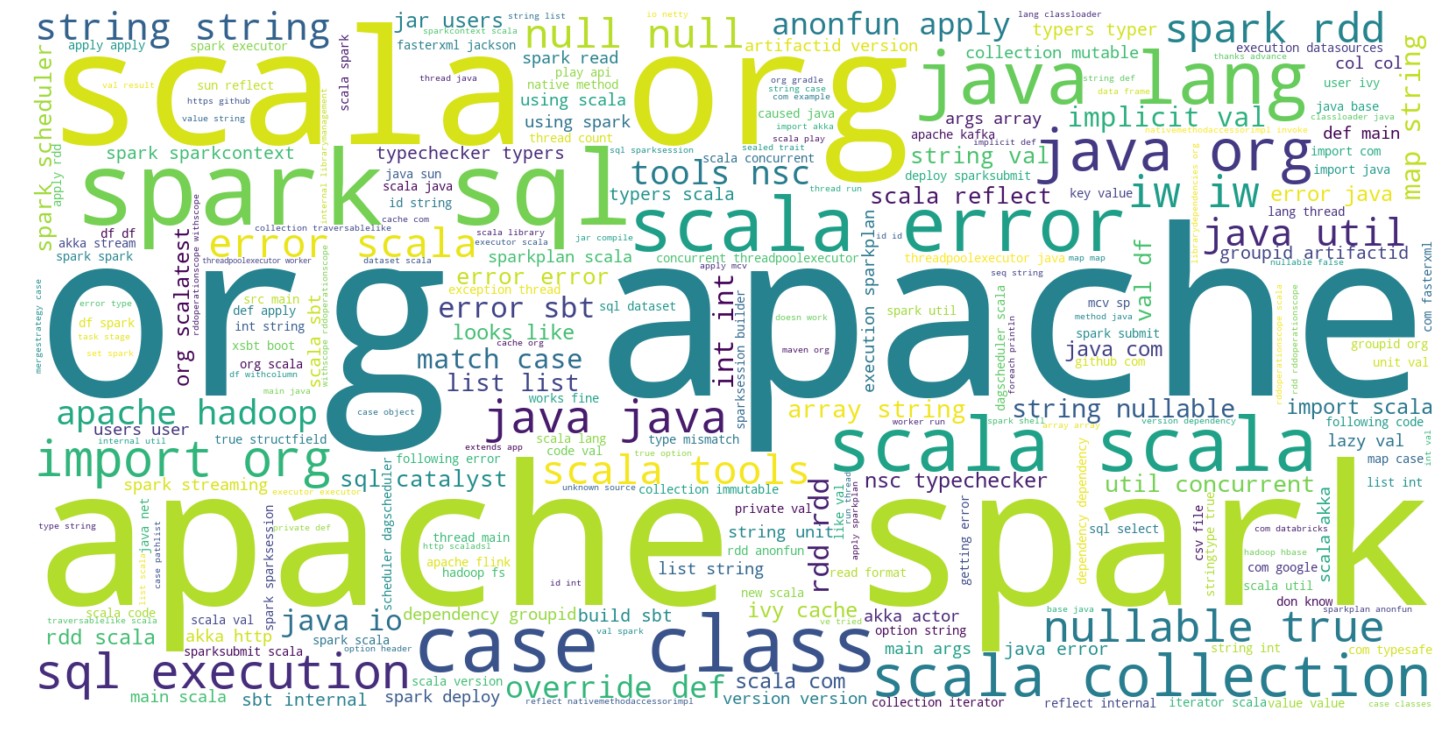 string string
jar users
string list
io netty
null null
anonfun apply
lang classloader
spark rdd
apply apply
spark executor
sparkcontext scala
fasterxml jackson
scala spark
scala org
spark read
artifactid version
typers typer
collection mutable
execution datasources
thanks advance
col col
map string
spark scheduler
apply rdd
val result
sun reflect
https github
value string
thread java
play api
native method
using scala
using spark
thread count
org gradle
string case
com example
caused java
import akka
java lang
string def
data frame
args array
implicit val
user ivy
java base
classloader java
nativemethodaccessorimpl invoke
def main
apache kafka
implicit def
scala play
sealed trait
spark sparkcontext
internal librarymanagement
typechecker typers
java sun
scala java
id string
cache com
sql sparksession
tools nsc
scala concurrent
typers scala
thread run
string val
deploy sparksubmit
scala reflect
key value
java org
import com
import java
iw iw
error java
lang thread
librarydependencies org
spark sql
df df
akka stream
spark spark
rddoperationscope withscope
collection traversablelike
error scala
threadpoolexecutor worker
dataset scala
scala library
executor scala
sparkplan scala
jar compile
concurrent threadpoolexecutor
scala error
id id
threadpoolexecutor java
map map
seq string
val df
java util
groupid artifactid
nullable false
com fasterxml
org apache
mergestrategy case
error type
df spark
task stage
set spark
src main
def apply
int string
xsbt boot
org scala
df withcolumn
main java
org scalatest
scala sbt
withscope rddoperationscope
error error
exception thread
error sbt
looks like
cache org
match case
list list
works fine
sql dataset
apply mcv
int int
sparksession builder
doesn work
maven org
execution sparkplan
spark util
dagscheduler scala
foreach println
mcv sp
method java
spark submit
java com
github com
rdd rddoperationscope
rddoperationscope scala
groupid org
unit val
case object
apache hadoop
users user
internal util
true structfield
extends app
java java
scala lang
code val
type mismatch
array string
worker run
spark shell
array array
string nullable
version dependency
lazy val
import scala
following code
map case
int val
import org
spark streaming
executor executor
sql catalyst
following error
true option
scala tools
unknown source
collection immutable
scala scala
nsc typechecker
util concurrent
list int
apache spark
type string
list scala
case pathlist
java net
private def
spark sparksession
scheduler dagscheduler
thread main
http scaladsl
apache flink
hadoop fs
private val
string unit
rdd anonfun
list string
id int
rdd rdd
like val
run thread
apply sparkplan
read format
getting error
dependency dependency
sql select
csv file
stringtype true
com databricks
hadoop hbase
com google
scala util
scala akka
don know
sparkplan anonfun
scala code
traversablelike scala
rdd scala
scala val
akka http
sparksubmit scala
java io
spark scala
option header
dependency groupid
build sbt
val spark
new scala
ivy cache
ve tried
akka actor
option string
base java
nullable true
main args
java error
string int
com typesafe
sql execution
case class
scala version
main scala
sbt internal
spark deploy
override def
reflect nativemethodaccessorimpl
scala com
version version
scala collection
collection iterator
reflect internal
iterator scala
value value
case classes